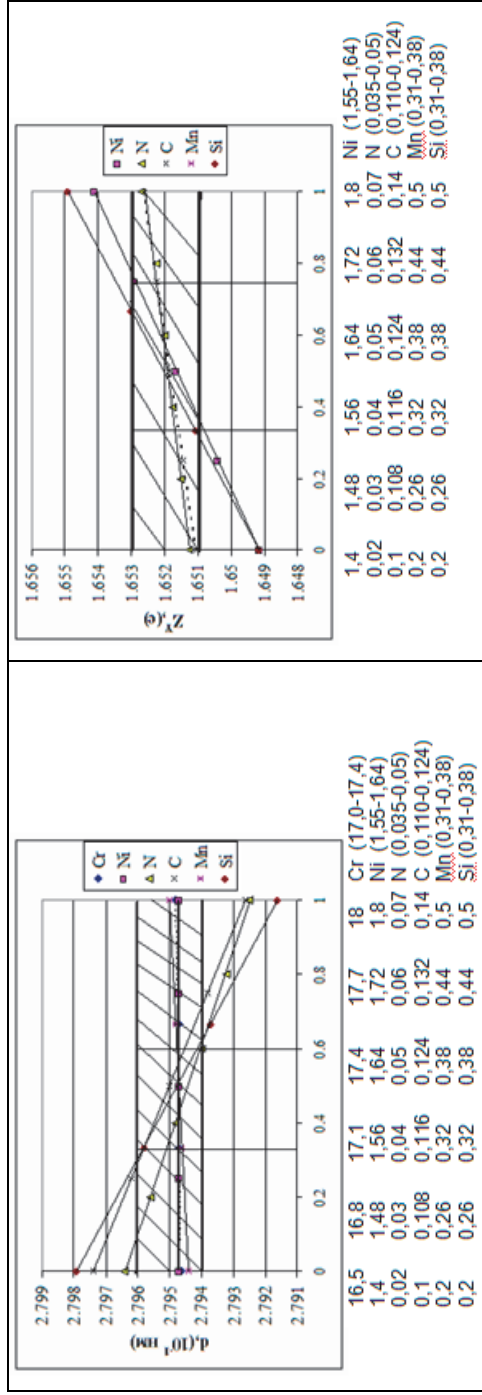 d,(10⁻¹ нм)
2.799
2.798
2.797
2.796
2.795
2.794
2.793
2.792
2.791
0 0.2 0.4 0.6 0.8 1
Cr
Ni
N
C
Mn
Si
16,5 16,8 17,1 17,4 17,7 18 Cr (17,0-17,4)
1,4 1,48 1,56 1,64 1,72 1,8 Ni (1,55-1,64)
0,02 0,03 0,04 0,05 0,06 0,07 N (0,035-0,05)
0,1 0,108 0,116 0,124 0,132 0,14 C (0,110-0,124)
0,2 0,26 0,32 0,38 0,44 0,5 Mn (0,31-0,38)
0,2 0,26 0,32 0,38 0,44 0,5 Si (0,31-0,38)
Zʸ,(e)
1.656
1.655
1.654
1.653
1.652
1.651
1.65
1.649
1.648
0 0.2 0.4 0.6 0.8 1
Ni
N
C
Mn
Si
1,4 1,48 1,56 1,64 1,72 1,8 Ni (1,55-1,64)
0,02 0,03 0,04 0,05 0,06 0,07 N (0,035-0,05)
0,1 0,108 0,116 0,124 0,132 0,14 C (0,110-0,124)
0,2 0,26 0,32 0,38 0,44 0,5 Mn (0,31-0,38)
0,2 0,26 0,32 0,38 0,44 0,5 Si (0,31-0,38)